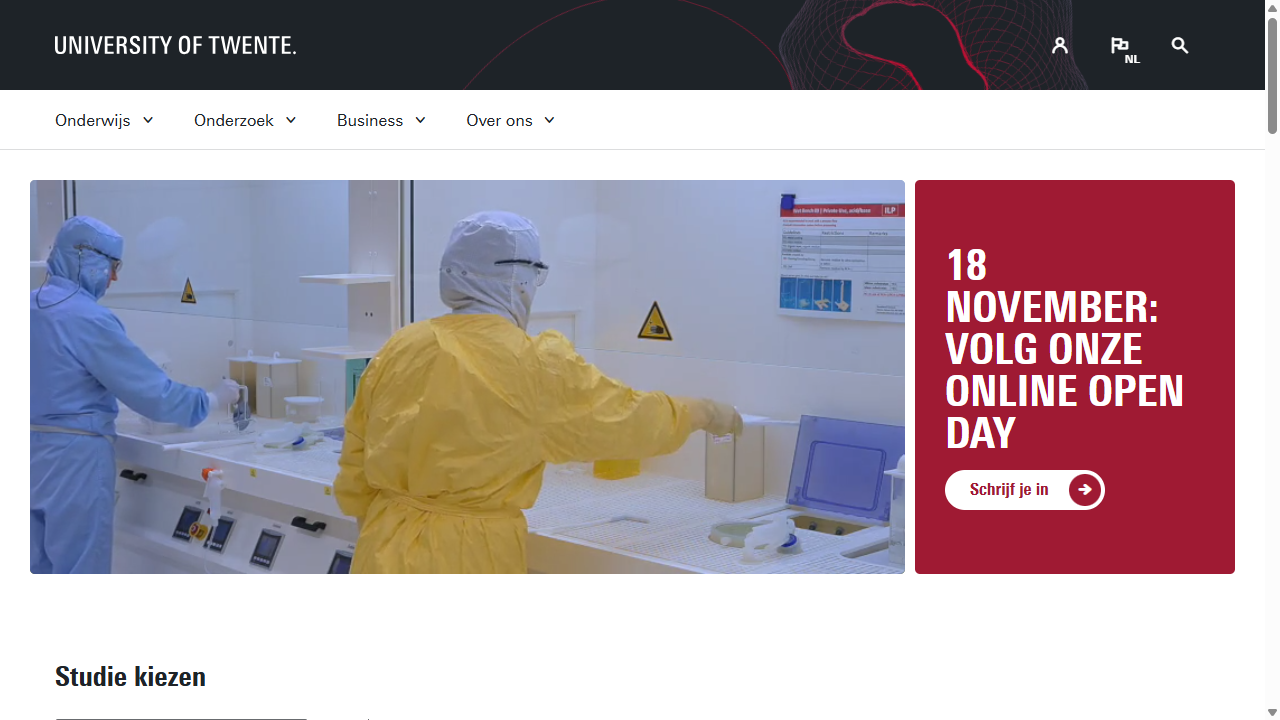 UNIVERSITY OF TWENTE.
NL
Onderwijs
Onderzoek
Business
Over ons
ILP
18
NOVEMBER:
VOLG ONZE
ONLINE OPEN
DAY
Schrijf je in
Studie kiezen